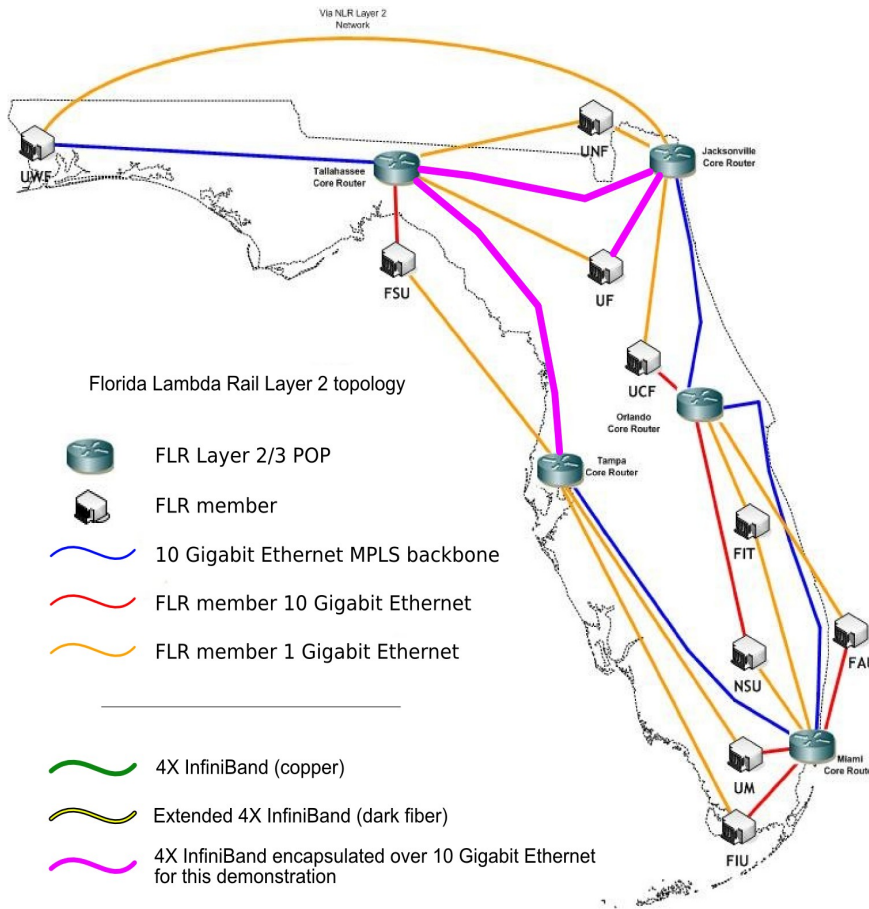 Via NLR Layer 2
Network
UWF
UNF
Jacksonville
Core Router
Tallahassee
Core Router
FSU
UF
UCF
Florida Lambda Rail Layer 2 topology
Orlando
Core Router
FLR Layer 2/3 POP
Tampa
Core Router
FLR member
10 Gigabit Ethernet MPLS backbone
FIT
FLR member 10 Gigabit Ethernet
FLR member 1 Gigabit Ethernet
FAU
NSU
4X InfiniBand (copper)
Miami
Core Route
UM
Extended 4X InfiniBand (dark fiber)
4X InfiniBand encapsulated over 10 Gigabit Ethernet
for this demonstration
FIU